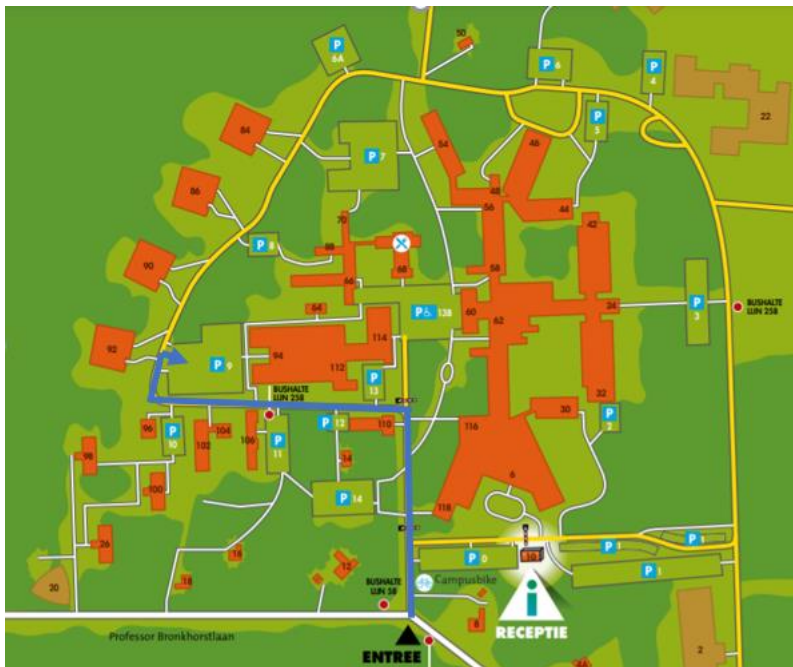 50
P
6A
P 6
P
4
22
84
54
46
P
5
P 7
86
48
56
44
70
42
P 8
88
68
90
66
58
P♿ 13B
64
60
24
P
3
BUSHALTE
LIJN 258
62
114
92
94
P 9
112
P
13
32
BUSHALTE
LIJN 258
30
P
2
96
P
10
104
102
106
P
11
P 12
110
116
98
14
6
100
P 14
118
26
16
P 0
10
P 1
12
18
20
Campusbike
BUSHALTE
LIJN 58
i
8
RECEPTIE
Professor Bronkhorstlaan
ENTREE
2